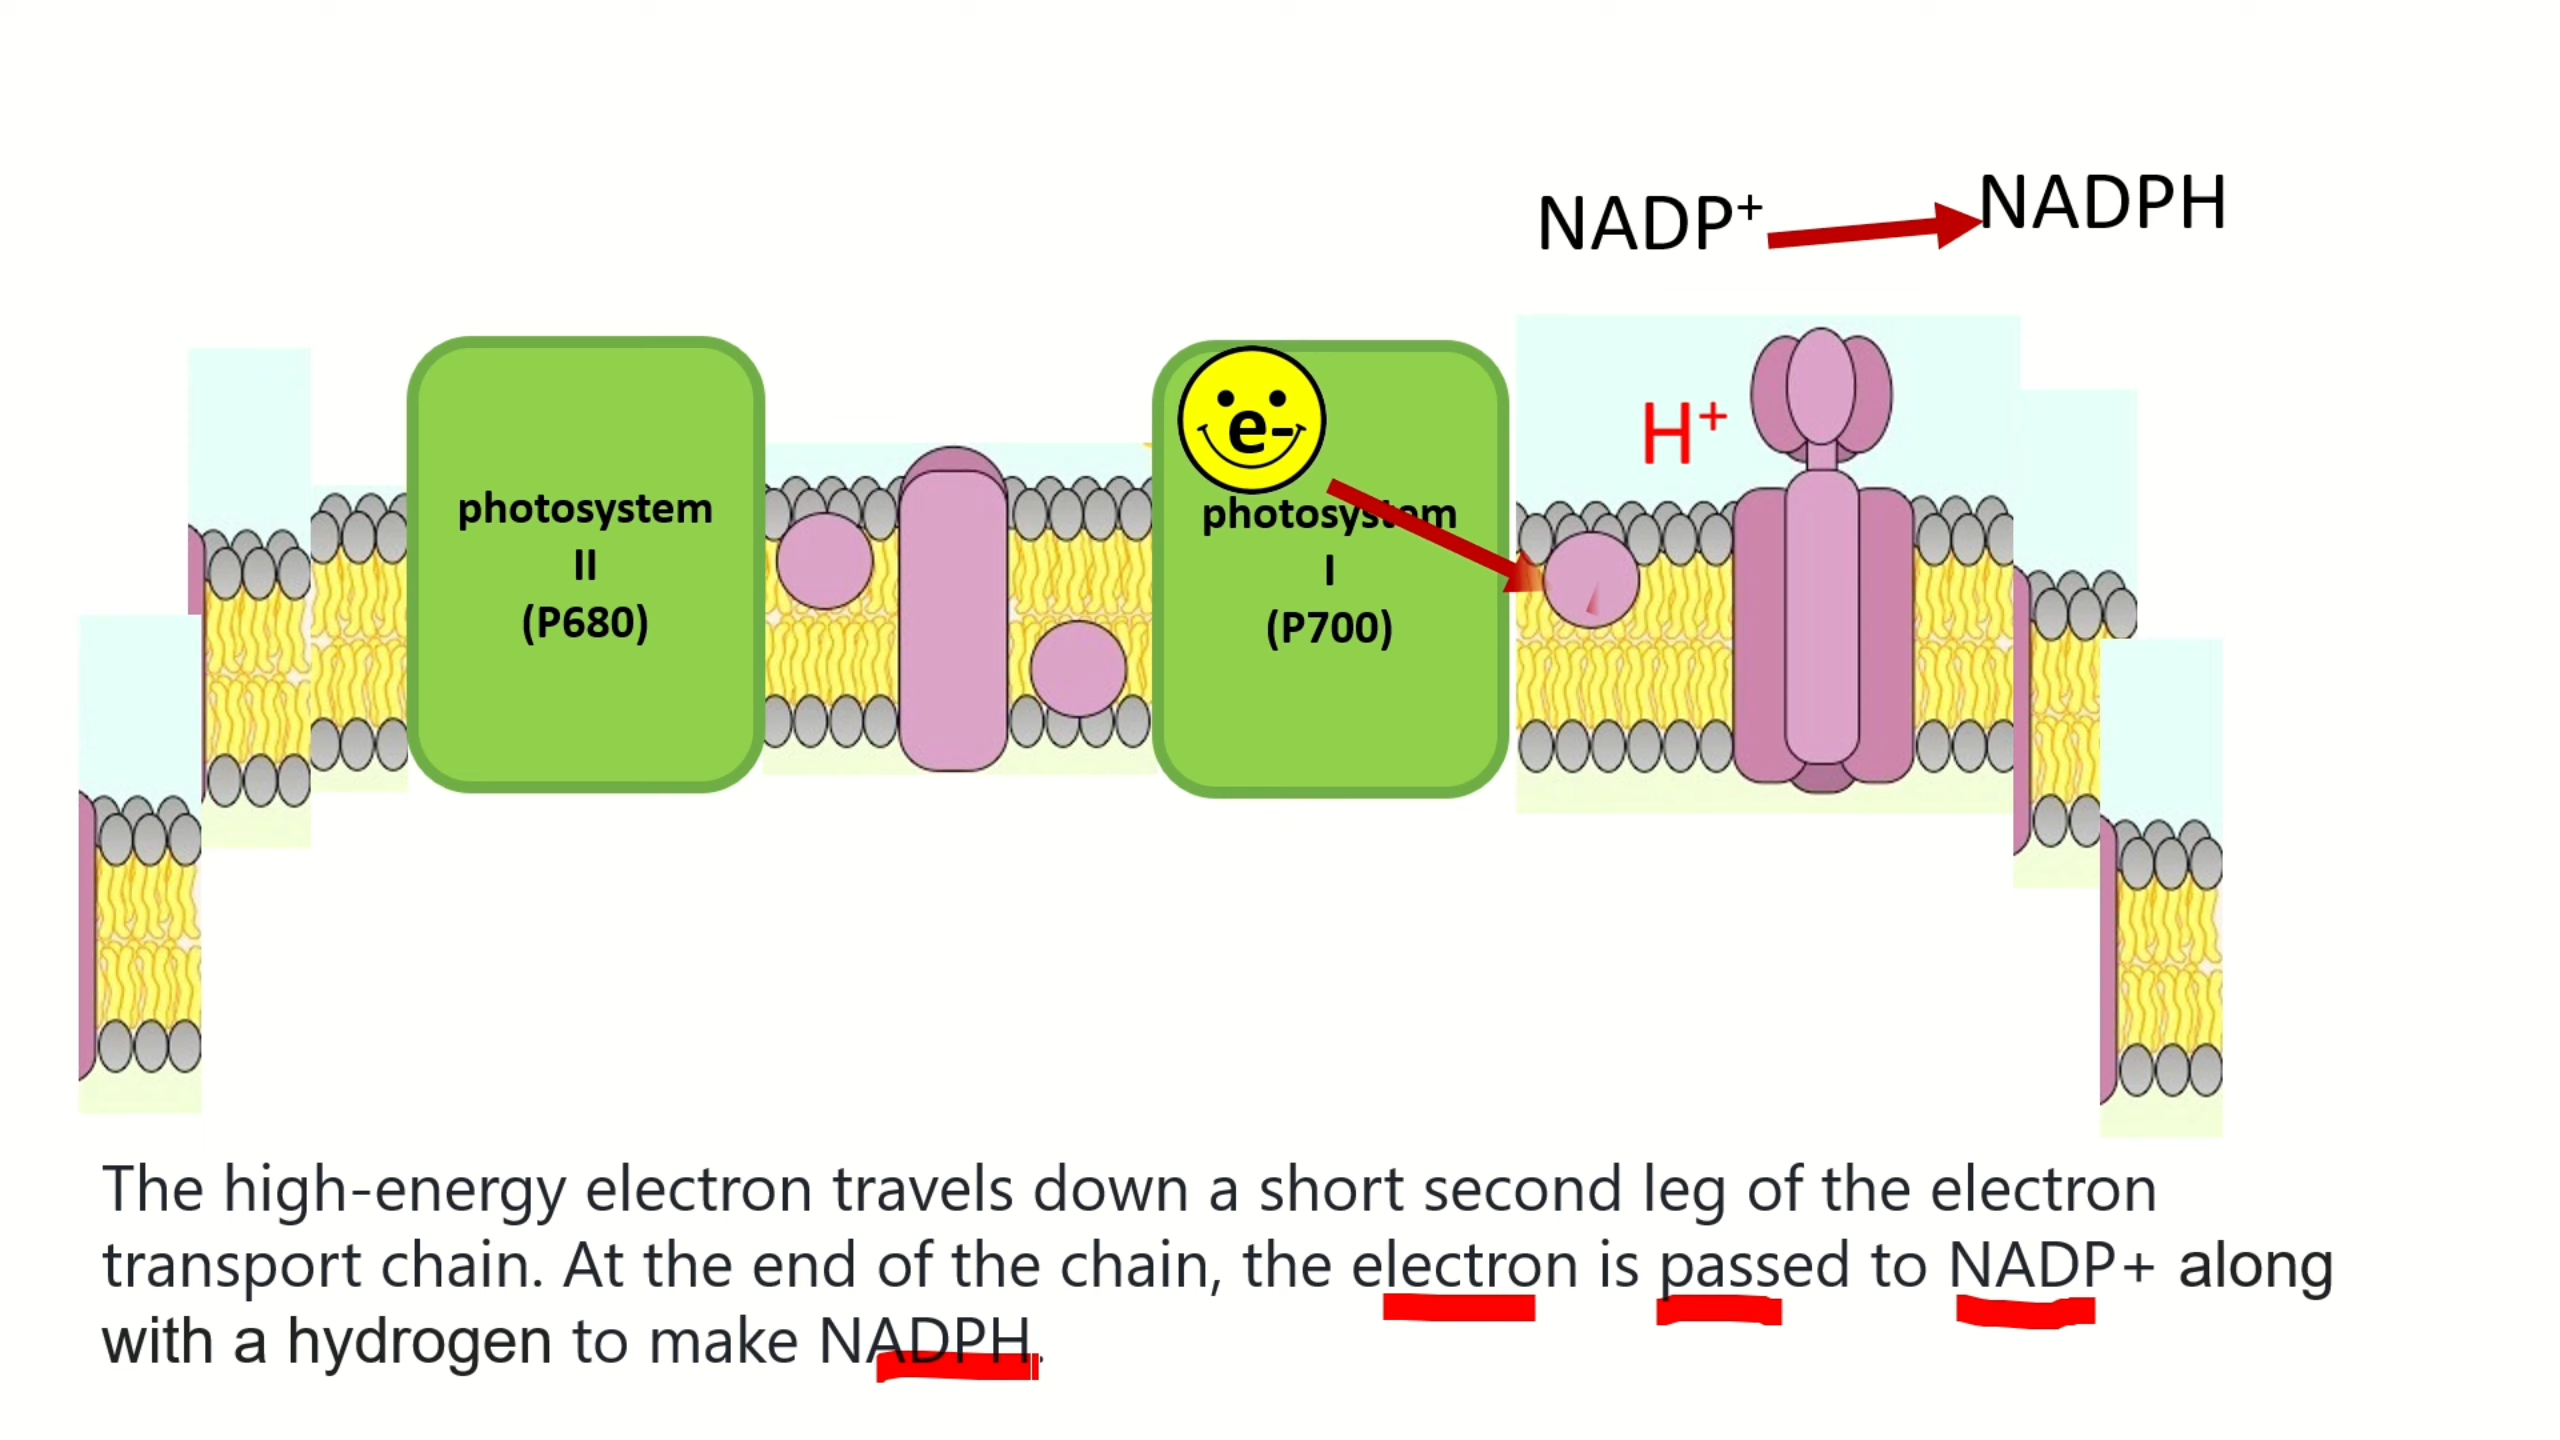 NADP⁺
NADPH
e-
H⁺
photosystem
II
(P680)
photosystem
I
(P700)
The high-energy electron travels down a short second leg of the electron
transport chain. At the end of the chain, the electron is passed to NADP+ along
with a hydrogen to make NADPH.